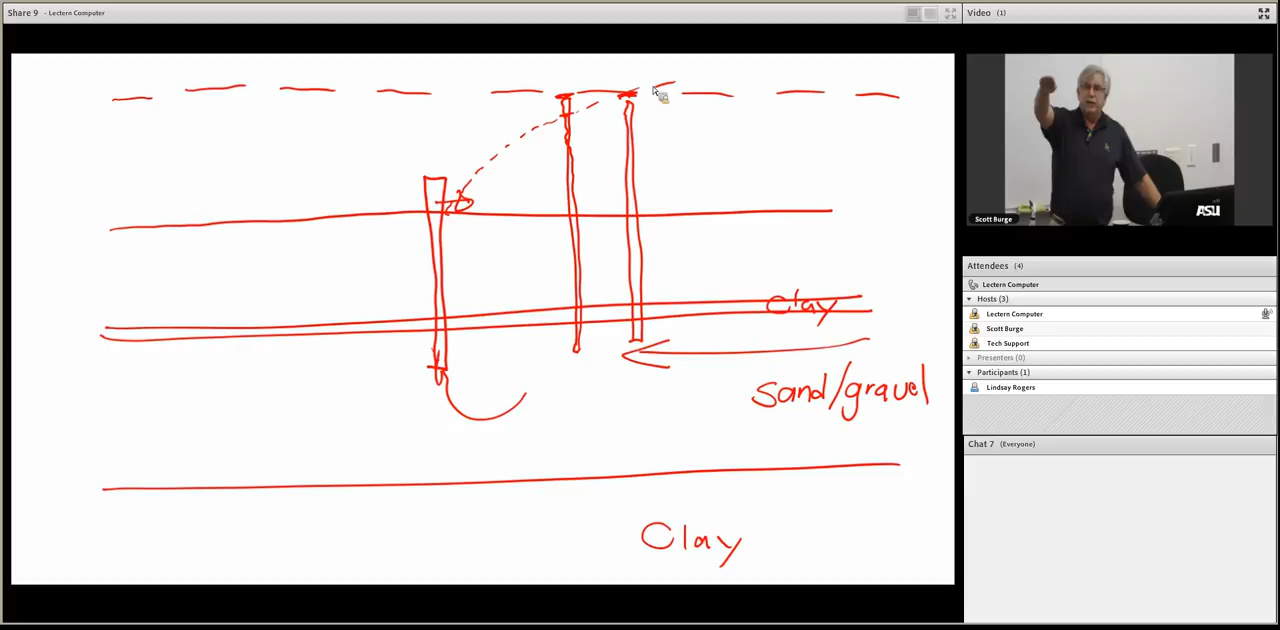 Share 9 - Lectern Computer
Video (1)
Clay
Sand/gravel
Clay
Scott Burge
ASU
Attendees (4)
Lectern Computer
Hosts (3)
Lectern Computer
Scott Burge
Tech Support
Presenters (0)
Participants (1)
Lindsay Rogers
Chat 7 (Everyone)